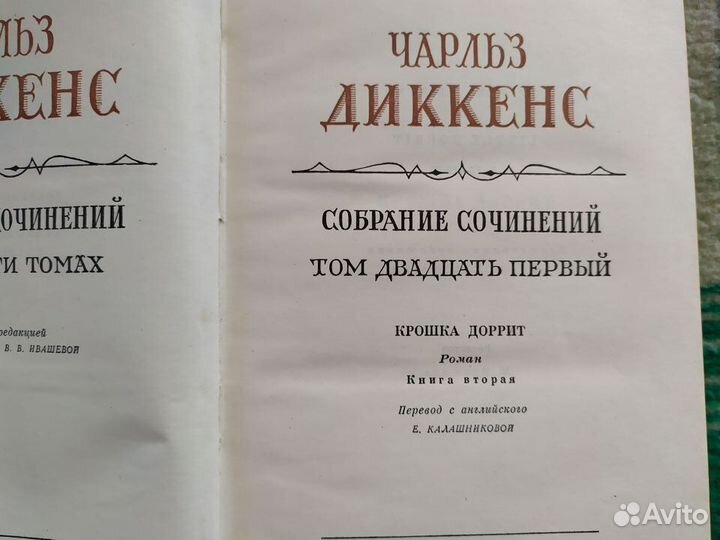 ЛЬЗ
КЕНС
СОЧИНЕНИЙ
ТИ ТОМАХ
редакцией
В. В. ИВАШЕВОЙ
ЧАРЛЬЗ
ДИККЕНС
СОБРАНИЕ СОЧИНЕНИЙ
ТОМ ДВАДЦАТЬ ПЕРВЫЙ
КРОШКА ДОРРИТ
Роман
Книга вторая
Перевод с английского
Е. КАЛАШНИКОВОЙ
Avito